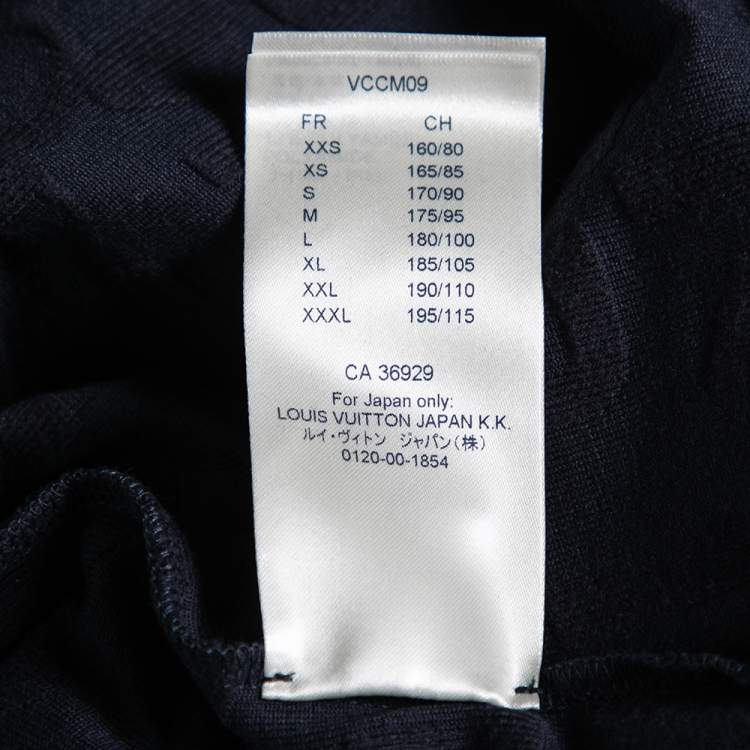 VCCM09
FR CH
XXS 160/80
XS 165/85
S 170/90
M 175/95
L 180/100
XL 185/105
XXL 190/110
XXXL 195/115
CA 36929
For Japan only:
LOUIS VUITTON JAPAN K.K.
ルイ・ヴィトン ジャパン(株)
0120-00-1854